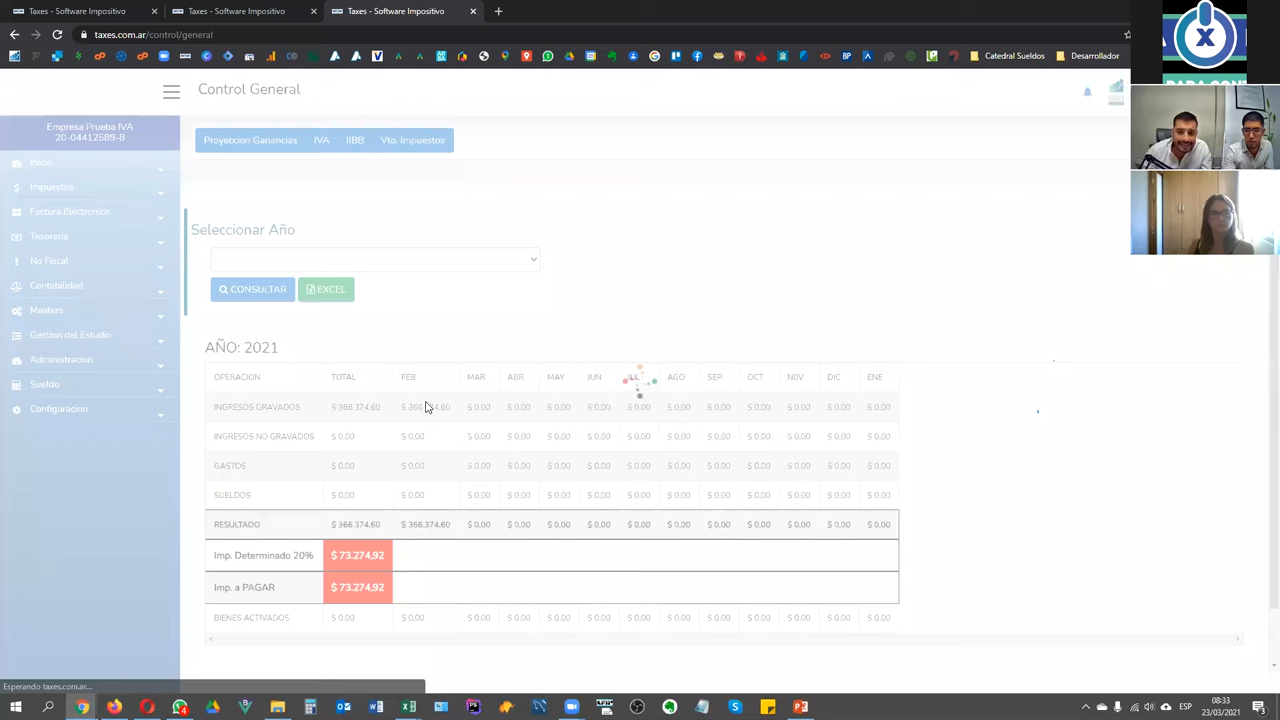 Taxes - Software Impositivo
Taxes - Software Impositivo
Taxes - Software Impositivo
taxes.com.ar/control/general
Catedral Sueldos
Desarrollador
Control General
Empresa Prueba IVA
20-04412589-8
Proyeccion Ganancias IVA IIBB Vto. Impuestos
Inicio
Impuestos
Factura Electronica
Tesoreria
No Fiscal
Contabilidad
Masters
Gestion del Estudio
Administracion
Sueldo
Configuracion
Seleccionar Año
CONSULTAR EXCEL
AÑO: 2021
OPERACION TOTAL FEB MAR ABR MAY JUN JUL AGO SEP OCT NOV DIC ENE
INGRESOS GRAVADOS $ 366.374,60 $ 366.374,60 $ 0,00 $ 0,00 $ 0,00 $ 0,00 $ 0,00 $ 0,00 $ 0,00 $ 0,00 $ 0,00 $ 0,00 $ 0,00
INGRESOS NO GRAVADOS $ 0,00 $ 0,00 $ 0,00 $ 0,00 $ 0,00 $ 0,00 $ 0,00 $ 0,00 $ 0,00 $ 0,00 $ 0,00 $ 0,00 $ 0,00
GASTOS $ 0,00 $ 0,00 $ 0,00 $ 0,00 $ 0,00 $ 0,00 $ 0,00 $ 0,00 $ 0,00 $ 0,00 $ 0,00 $ 0,00 $ 0,00
SUELDOS $ 0,00 $ 0,00 $ 0,00 $ 0,00 $ 0,00 $ 0,00 $ 0,00 $ 0,00 $ 0,00 $ 0,00 $ 0,00 $ 0,00 $ 0,00
RESULTADO $ 366.374,60 $ 366.374,60 $ 0,00 $ 0,00 $ 0,00 $ 0,00 $ 0,00 $ 0,00 $ 0,00 $ 0,00 $ 0,00 $ 0,00 $ 0,00
Imp. Determinado 20% $ 73.274,92
Imp. a PAGAR $ 73.274,92
BIENES ACTIVADOS $ 0,00 $ 0,00 $ 0,00 $ 0,00 $ 0,00 $ 0,00 $ 0,00 $ 0,00 $ 0,00 $ 0,00 $ 0,00 $ 0,00 $ 0,00
Esperando taxes.com.ar...
ESP
08:33
23/03/2021